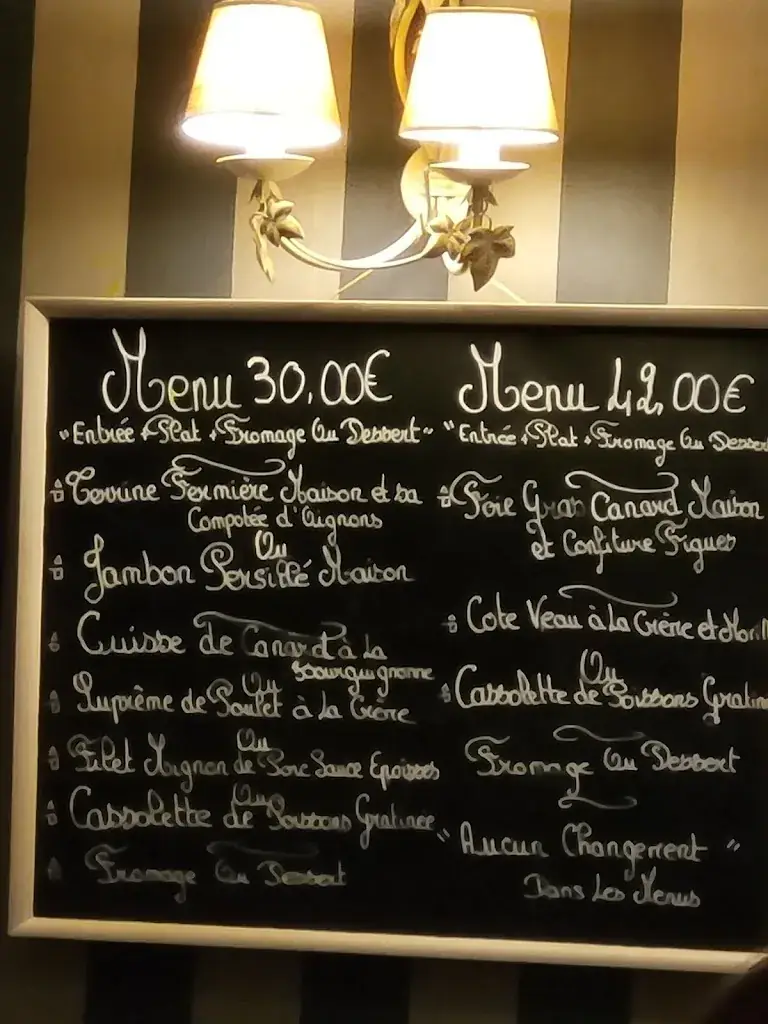 Menu 30.00€
"Entrée + Plat + Fromage Ou Dessert"
Terrine Fermière Maison et sa
Compotée d'Oignons
Ou
Jambon Persillé Maison
Cuisse de Canard à la
Bourguignonne
Ou
Suprême de Poulet à la Crème
Ou
Filet Mignon de Porc Sauce Epoisses
Ou
Cassolette de Poissons Gratinee
Fromage Ou Dessert
Menu 42.00€
"Entrée + Plat + Fromage Ou Dessert
Foie Gras Canard Maison
et Confiture Figues
Cote Veau à La Crème et
Ou
Cassolette de Poissons
Fromage Ou Dessert
"Aucun Changement"
Dans Les Menus